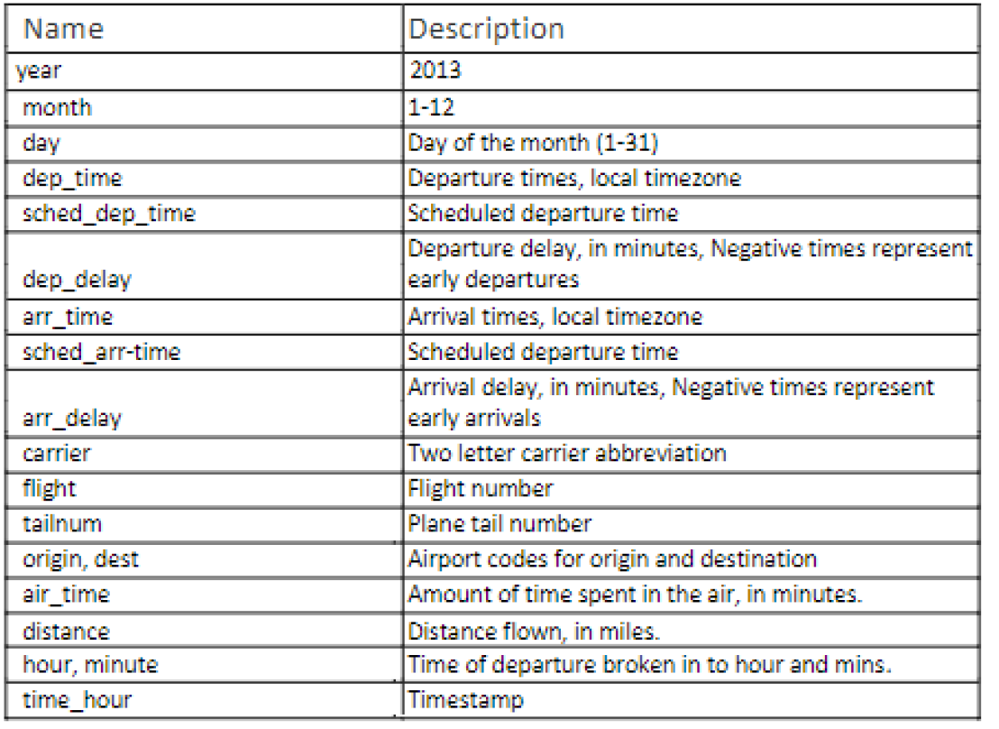 Name Description
year 2013
month 1-12
day Day of the month (1-31)
dep_time Departure times, local timezone
sched_dep_time Scheduled departure time
Departure delay, in minutes, Negative times represent
dep_delay early departures
arr_time Arrival times, local timezone
sched_arr-time Scheduled departure time
Arrival delay, in minutes, Negative times represent
arr_delay early arrivals
carrier Two letter carrier abbreviation
flight Flight number
tailnum Plane tail number
origin, dest Airport codes for origin and destination
air_time Amount of time spent in the air, in minutes.
distance Distance flown, in miles.
hour, minute Time of departure broken in to hour and mins.
time_hour Timestamp